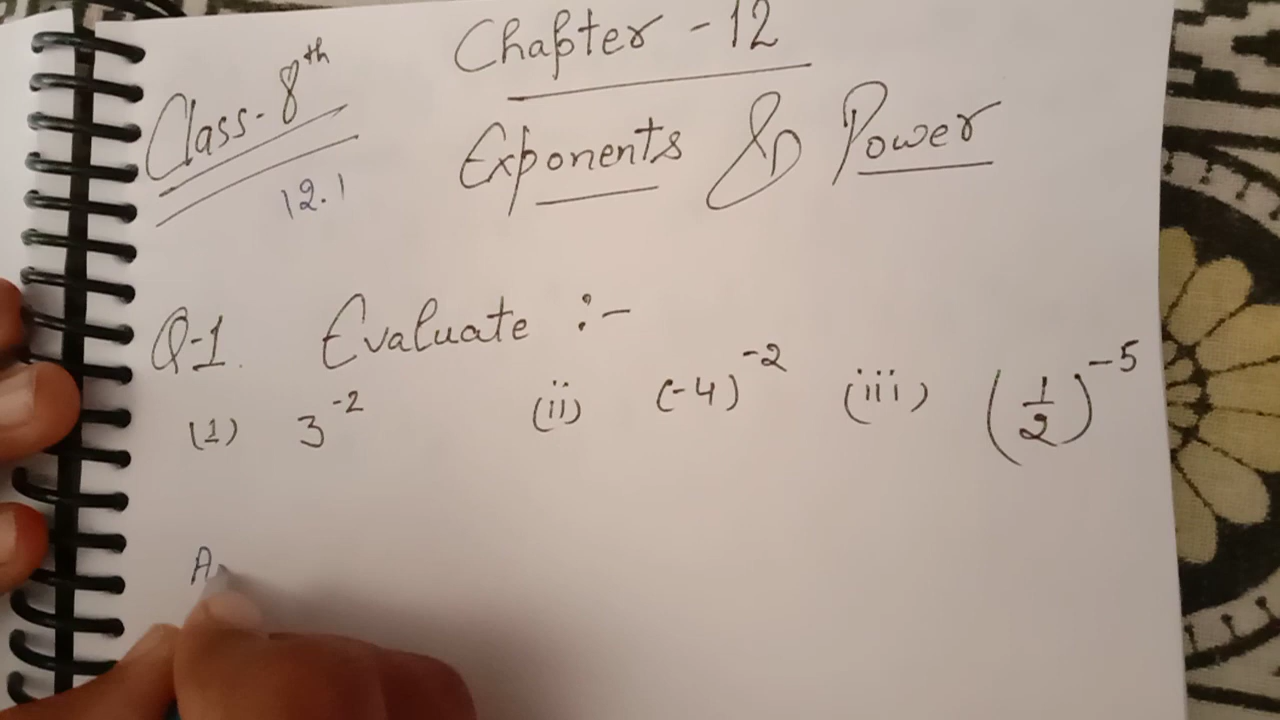 Class-8th
Chapter -12
Exponents & Power
12.1
Q-1. Evaluate :-
(1) 3^-2 (ii) (-4)^-2 (iii) (1/2)^-5
A